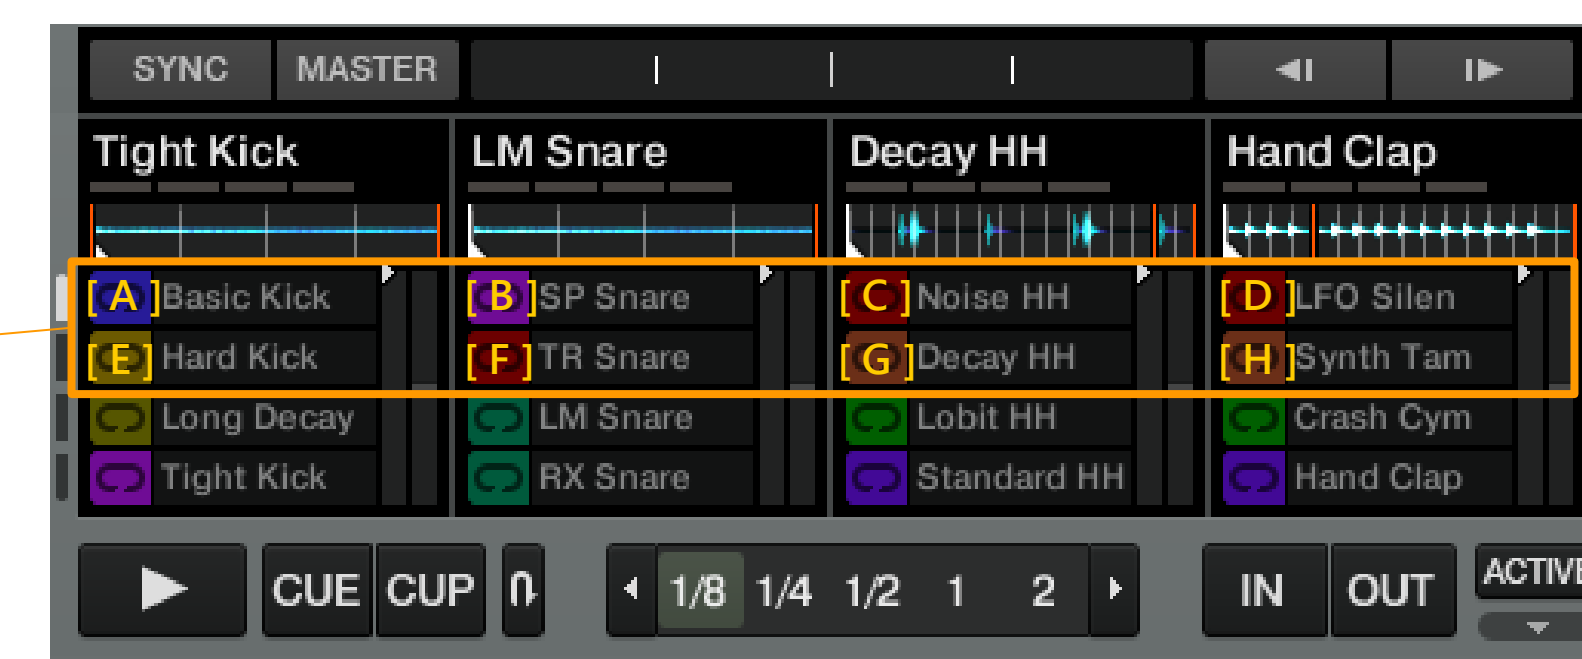 SYNC MASTER
Tight Kick LM Snare Decay HH Hand Clap
[A] Basic Kick [B] SP Snare [C] Noise HH [D] LFO Silen
[E] Hard Kick [F] TR Snare [G] Decay HH [H] Synth Tam
Long Decay LM Snare Lobit HH Crash Cym
Tight Kick RX Snare Standard HH Hand Clap
CUE CUP 1/8 1/4 1/2 1 2 IN OUT ACTIVE